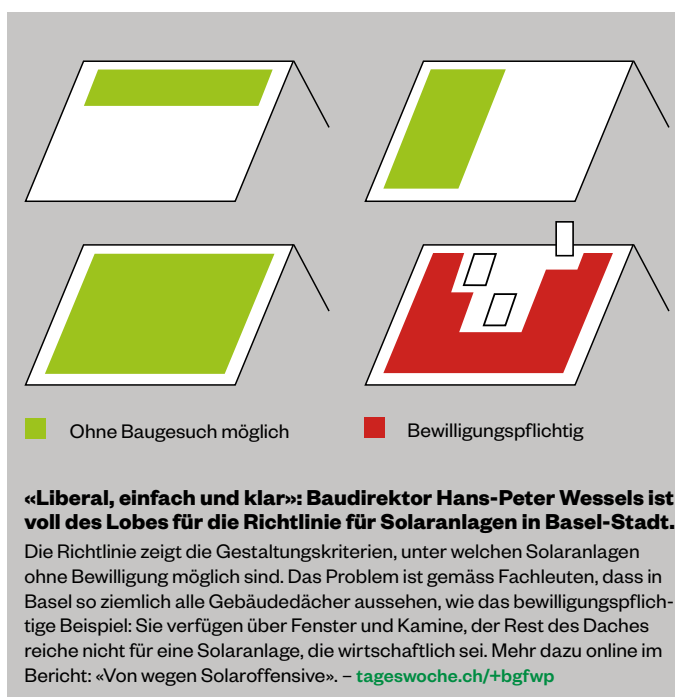 Ohne Baugesuch möglich
Bewilligungspflichtig
«Liberal, einfach und klar»: Baudirektor Hans-Peter Wessels ist
voll des Lobes für die Richtlinie für Solaranlagen in Basel-Stadt.
Die Richtlinie zeigt die Gestaltungskriterien, unter welchen Solaranlagen
ohne Bewilligung möglich sind. Das Problem ist gemäss Fachleuten, dass in
Basel so ziemlich alle Gebäudedächer aussehen, wie das bewilligungspflich-
tige Beispiel: Sie verfügen über Fenster und Kamine, der Rest des Daches
reiche nicht für eine Solaranlage, die wirtschaftlich sei. Mehr dazu online im
Bericht: «Von wegen Solaroffensive». – tageswoche.ch/+bgfwp